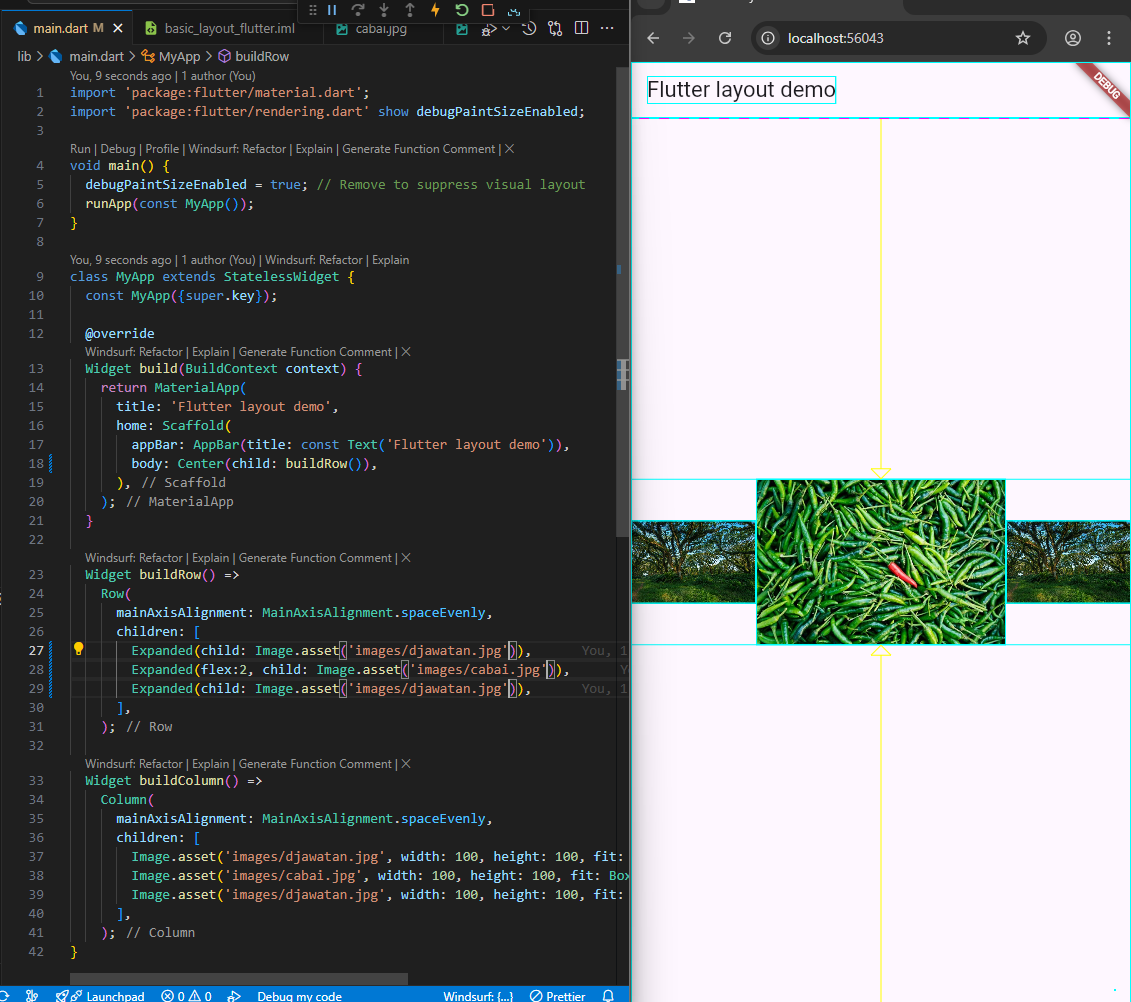 main.dart M
basic_layout_flutter.iml
cabai.jpg
lib > main.dart > MyApp > buildRow
You, 9 seconds ago | 1 author (You)
1 import 'package:flutter/material.dart';
2 import 'package:flutter/rendering.dart' show debugPaintSizeEnabled;
3
Run | Debug | Profile | Windsurf: Refactor | Explain | Generate Function Comment | X
4 void main() {
5 debugPaintSizeEnabled = true; // Remove to suppress visual layout
6 runApp(const MyApp());
7 }
8
You, 9 seconds ago | 1 author (You) | Windsurf: Refactor | Explain
9 class MyApp extends StatelessWidget {
10 const MyApp({super.key});
11
12 @override
Windsurf: Refactor | Explain | Generate Function Comment | X
13 Widget build(BuildContext context) {
14 return MaterialApp(
15 title: 'Flutter layout demo',
16 home: Scaffold(
17 appBar: AppBar(title: const Text('Flutter layout demo')),
18 body: Center(child: buildRow()),
19 ), // Scaffold
20 ); // MaterialApp
21 }
22
Windsurf: Refactor | Explain | Generate Function Comment | X
23 Widget buildRow() =>
24 Row(
25 mainAxisAlignment: MainAxisAlignment.spaceEvenly,
26 children: [
27 Expanded(child: Image.asset('images/djawatan.jpg')), You, 1
28 Expanded(flex:2, child: Image.asset('images/cabai.jpg')), Y
29 Expanded(child: Image.asset('images/djawatan.jpg')), You, 1
30 ],
31 ); // Row
32
Windsurf: Refactor | Explain | Generate Function Comment | X
33 Widget buildColumn() =>
34 Column(
35 mainAxisAlignment: MainAxisAlignment.spaceEvenly,
36 children: [
37 Image.asset('images/djawatan.jpg', width: 100, height: 100, fit:
38 Image.asset('images/cabai.jpg', width: 100, height: 100, fit: Box
39 Image.asset('images/djawatan.jpg', width: 100, height: 100, fit:
40 ],
41 ); // Column
42 }
Launchpad 0 0 Debug my code Windsurf: {...} Prettier
localhost:56043
Flutter layout demo
DEBUG